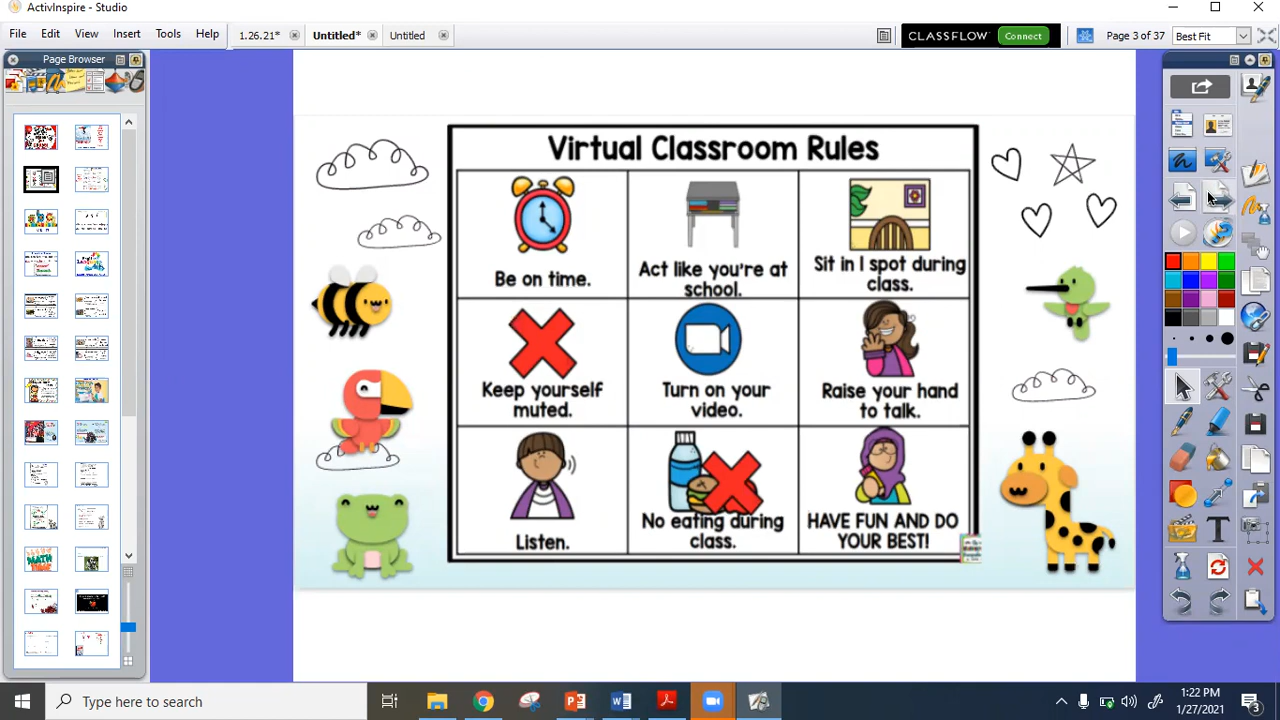 ActivInspire - Studio
File Edit View Insert Tools Help
1.26.21* Untitled* Untitled
CLASSFLOW Connect
Page 3 of 37
Best Fit
Page Browser
Virtual Classroom Rules
Be on time.
Act like you're at
school.
Sit in 1 spot during
class.
Keep yourself
muted.
Turn on your
video.
Raise your hand
to talk.
Listen.
No eating during
class.
HAVE FUN AND DO
YOUR BEST!
Type here to search
1:22 PM
1/27/2021
3